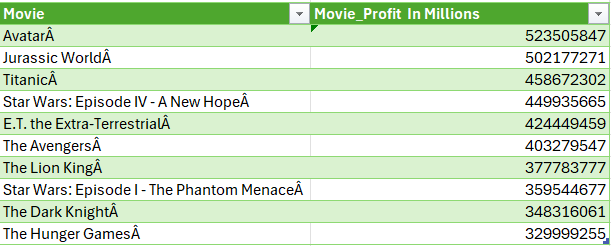 Movie Movie_Profit In Millions
AvatarÂ 523505847
Jurassic WorldÂ 502177271
TitanicÂ 458672302
Star Wars: Episode IV - A New HopeÂ 449935665
E.T. the Extra-TerrestrialÂ 424449459
The AvengersÂ 403279547
The Lion KingÂ 377783777
Star Wars: Episode I - The Phantom MenaceÂ 359544677
The Dark KnightÂ 348316061
The Hunger GamesÂ 329999255